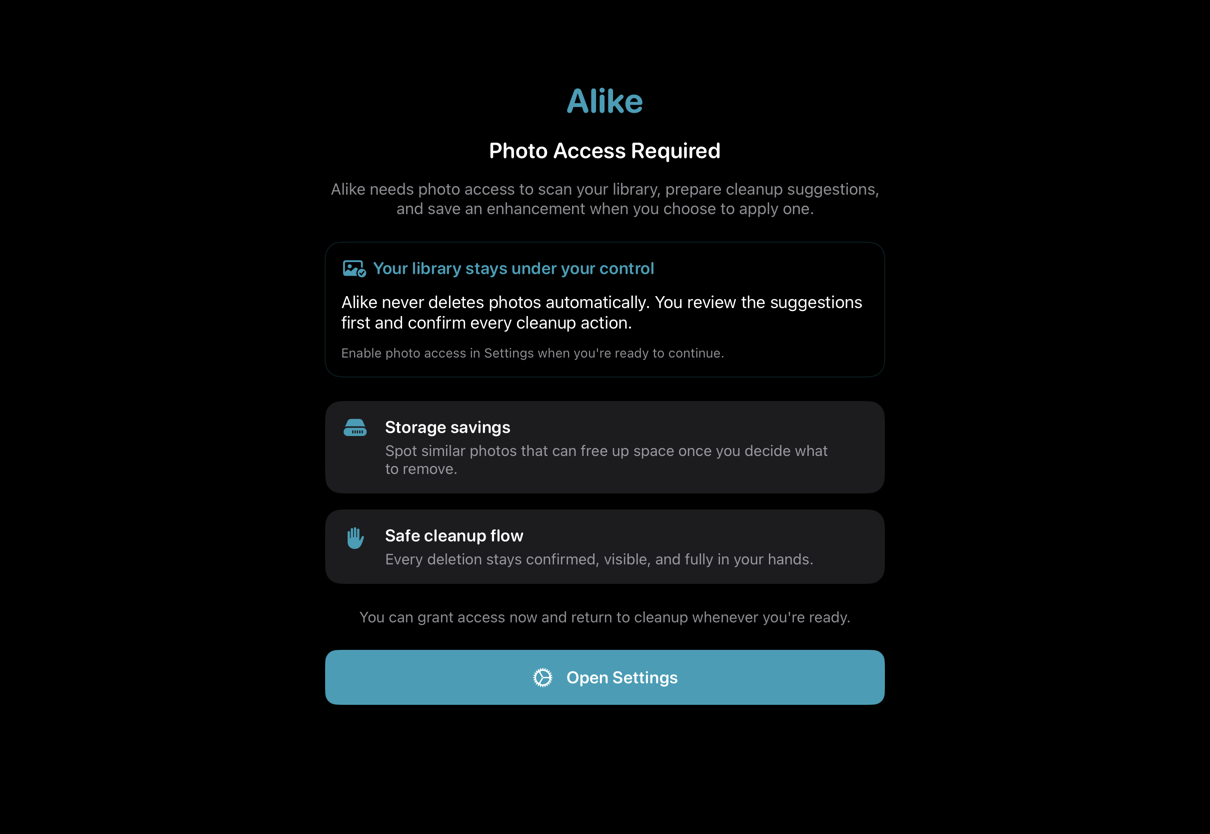 Alike
Photo Access Required
Alike needs photo access to scan your library, prepare cleanup suggestions,
and save an enhancement when you choose to apply one.
Your library stays under your control
Alike never deletes photos automatically. You review the suggestions
first and confirm every cleanup action.
Enable photo access in Settings when you're ready to continue.
Storage savings
Spot similar photos that can free up space once you decide what
to remove.
Safe cleanup flow
Every deletion stays confirmed, visible, and fully in your hands.
You can grant access now and return to cleanup whenever you're ready.
Open Settings